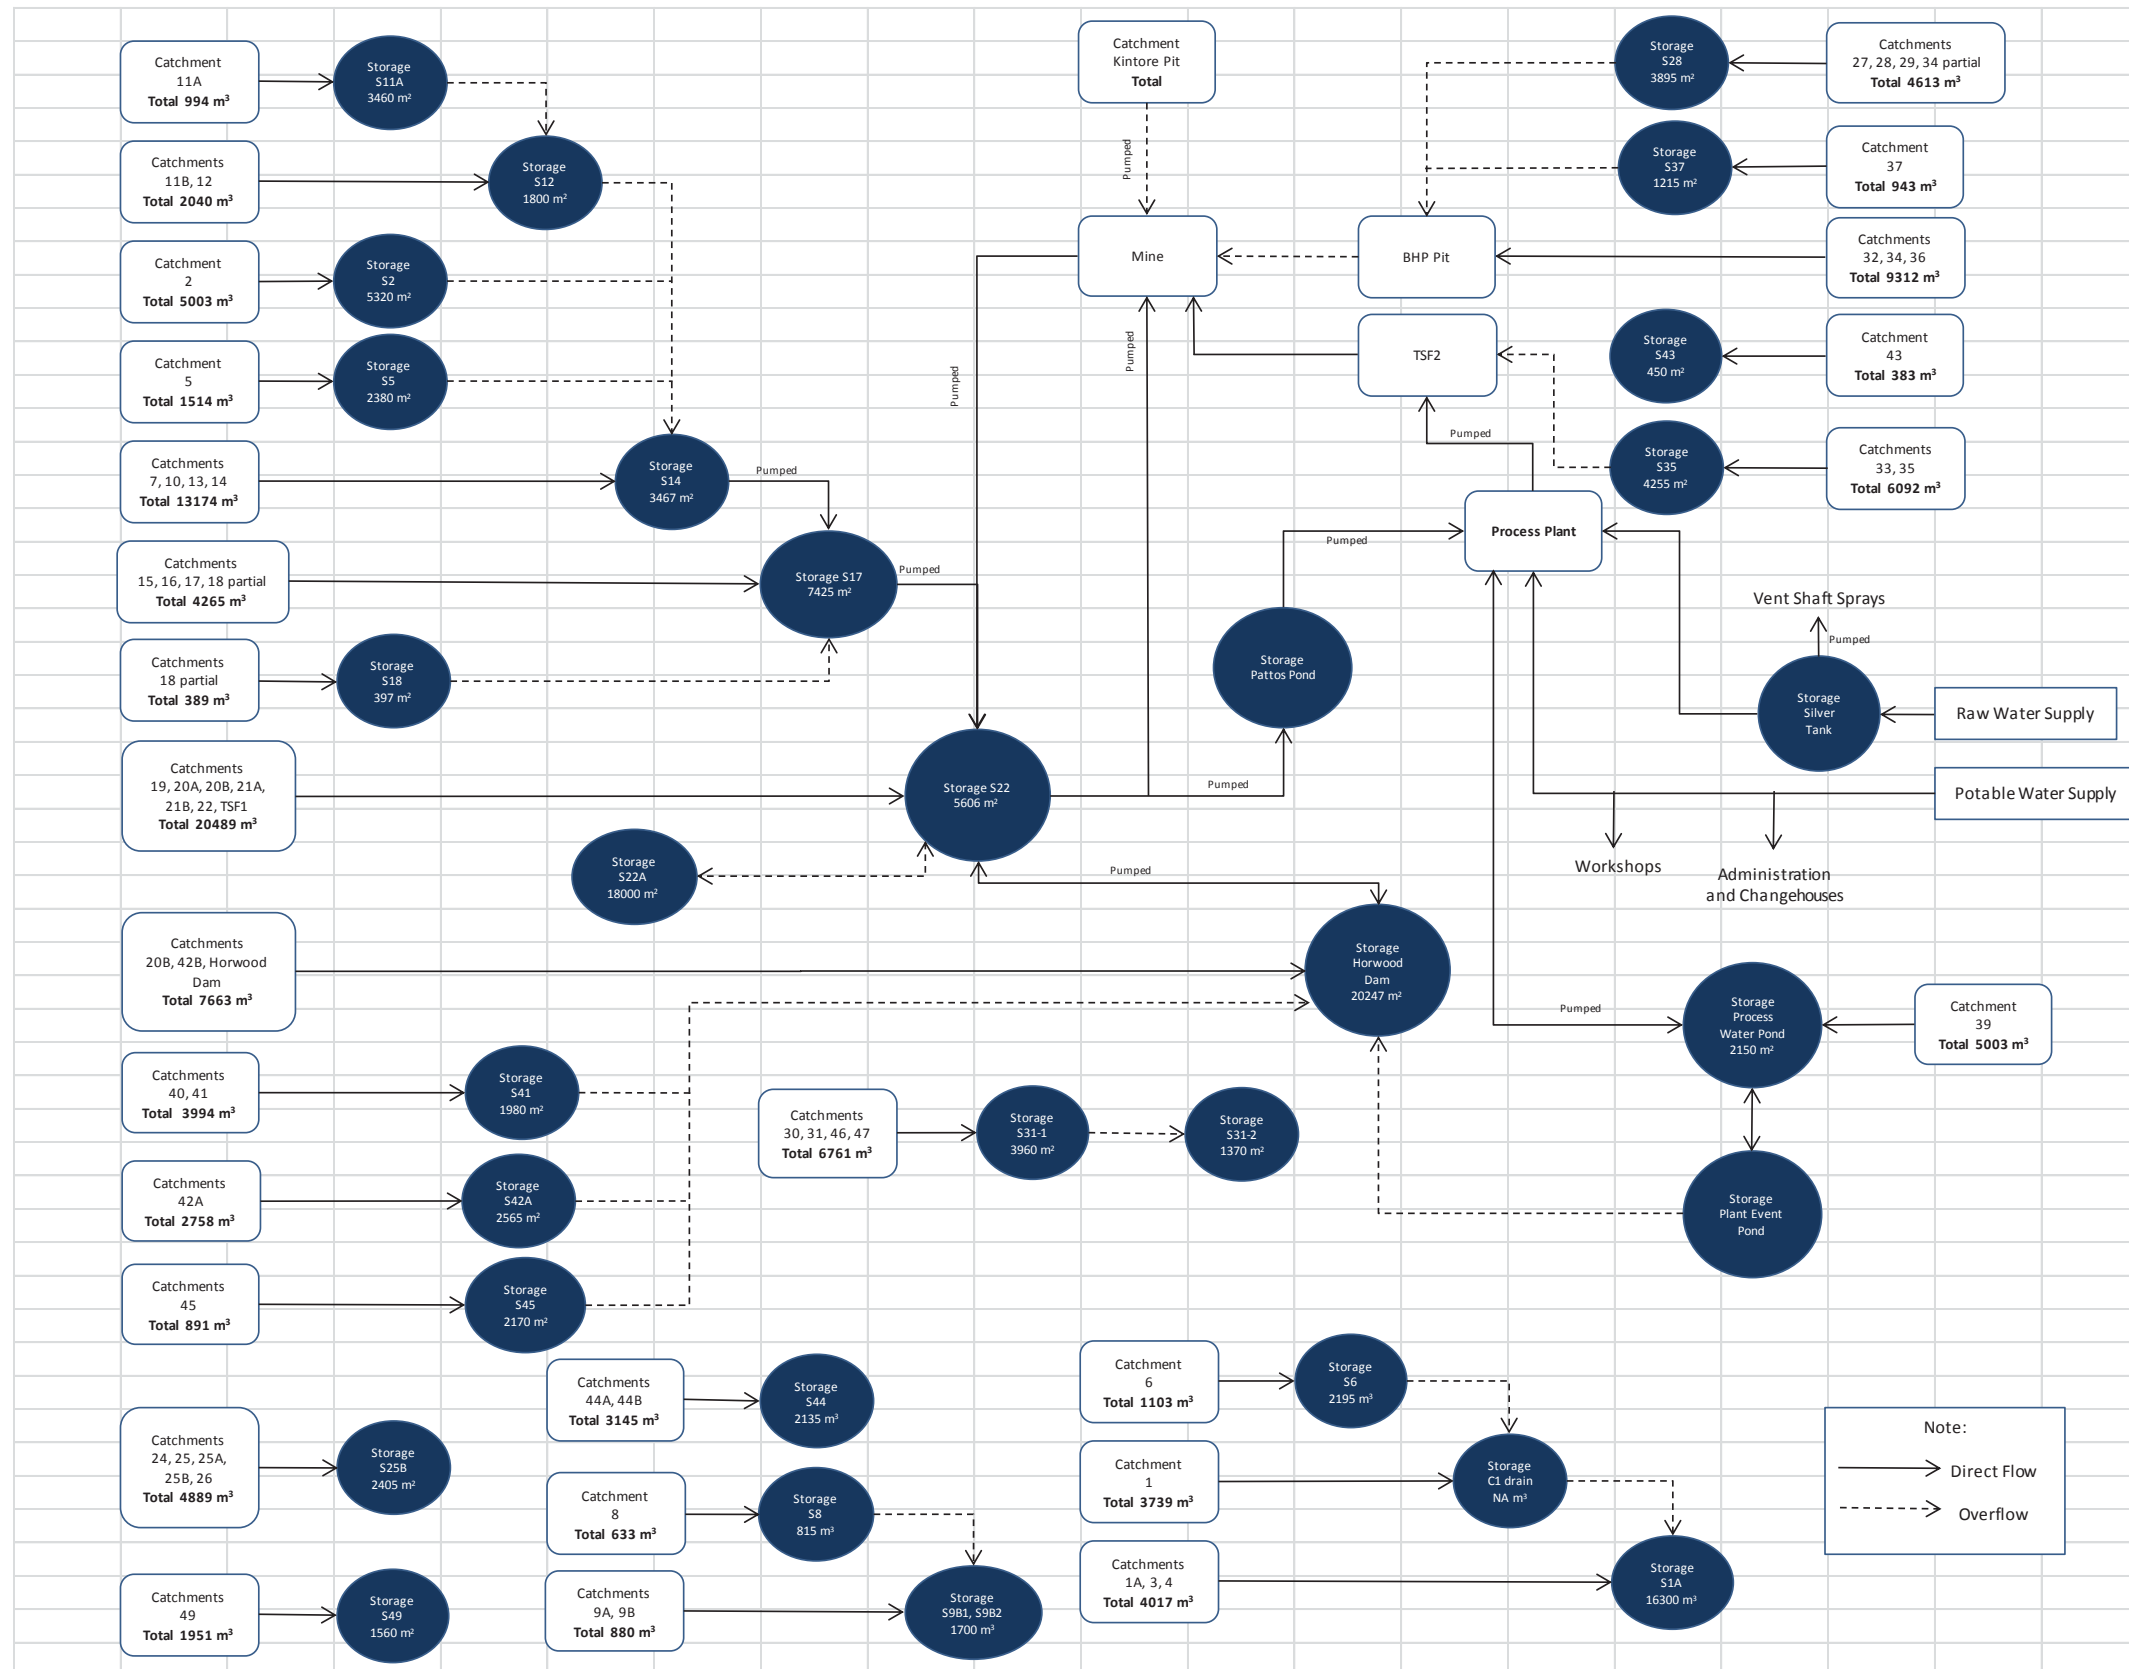 Catchment
11A
Total 994 m³
Storage
S11A
3460 m²
Catchment
Kintore Pit
Total
Storage
S28
3895 m²
Catchments
27, 28, 29, 34 partial
Total 4613 m³
Catchments
11B, 12
Total 2040 m³
Storage
S12
1800 m²
Pumped
Storage
S37
1215 m²
Catchment
37
Total 943 m³
Catchment
2
Total 5003 m³
Storage
S2
5320 m²
Mine
BHP Pit
Catchments
32, 34, 36
Total 9312 m³
Catchment
5
Total 1514 m³
Storage
S5
2380 m²
Pumped
Pumped
TSF2
Storage
S43
450 m²
Catchment
43
Total 383 m³
Catchments
7, 10, 13, 14
Total 13174 m³
Storage
S14
3467 m²
Pumped
Pumped
Storage
S35
4255 m²
Catchments
33, 35
Total 6092 m³
Catchments
15, 16, 17, 18 partial
Total 4265 m³
Storage S17
7425 m²
Pumped
Pumped
Process Plant
Catchments
18 partial
Total 389 m³
Storage
S18
397 m²
Storage
Pattos Pond
Vent Shaft Sprays
Pumped
Storage
Silver
Tank
Raw Water Supply
Catchments
19, 20A, 20B, 21A,
21B, 22, TSF1
Total 20489 m³
Storage S22
5606 m²
Pumped
Potable Water Supply
Workshops
Administration
and Changehouses
Storage
S22A
18000 m²
Pumped
Catchments
20B, 42B, Horwood
Dam
Total 7663 m³
Storage
Horwood
Dam
20247 m²
Pumped
Storage
Process
Water Pond
2150 m²
Catchment
39
Total 5003 m³
Catchments
40, 41
Total 3994 m³
Storage
S41
1980 m²
Catchments
30, 31, 46, 47
Total 6761 m³
Storage
S31-1
3960 m²
Storage
S31-2
1370 m²
Catchments
42A
Total 2758 m³
Storage
S42A
2565 m²
Storage
Plant Event
Pond
Catchments
45
Total 891 m³
Storage
S45
2170 m²
Catchments
44A, 44B
Total 3145 m³
Storage
S44
2135 m³
Catchment
6
Total 1103 m³
Storage
S6
2195 m³
Catchments
24, 25, 25A,
25B, 26
Total 4889 m³
Storage
S25B
2405 m²
Catchment
8
Total 633 m³
Storage
S8
815 m³
Catchment
1
Total 3739 m³
Storage
C1 drain
NA m³
Note:
Direct Flow
Overflow
Catchments
49
Total 1951 m³
Storage
S49
1560 m²
Catchments
9A, 9B
Total 880 m³
Storage
S9B1, S9B2
1700 m³
Catchments
1A, 3, 4
Total 4017 m³
Storage
S1A
16300 m³